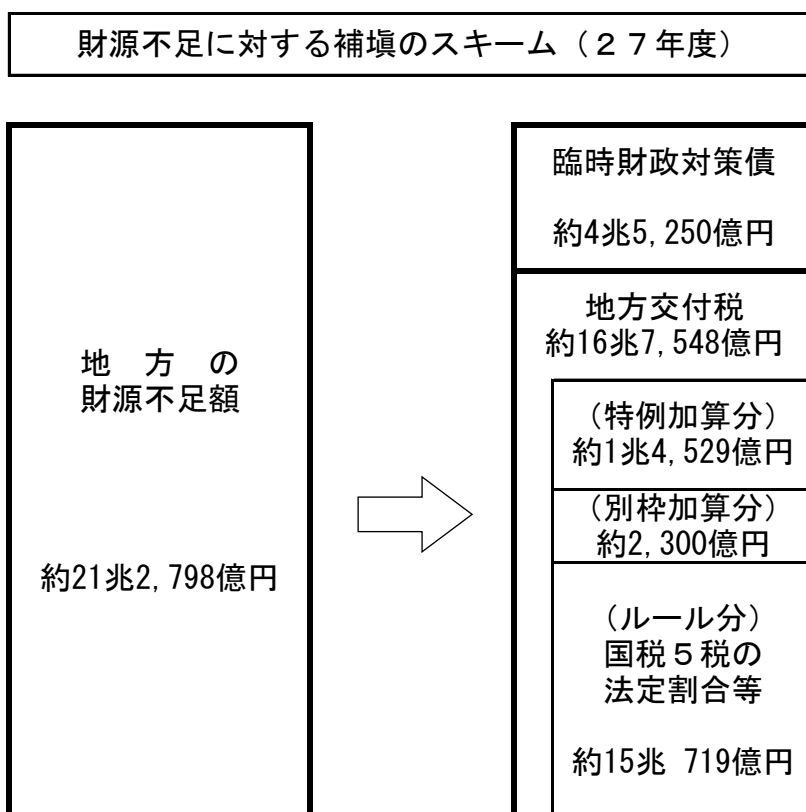 財源不足に対する補塡のスキーム（２７年度）
地　方　の
財源不足額
約21兆2,798億円
臨時財政対策債
約4兆5,250億円
地方交付税
約16兆7,548億円
（特例加算分）
約1兆4,529億円
（別枠加算分）
約2,300億円
（ルール分）
国税５税の
法定割合等
約15兆 719億円